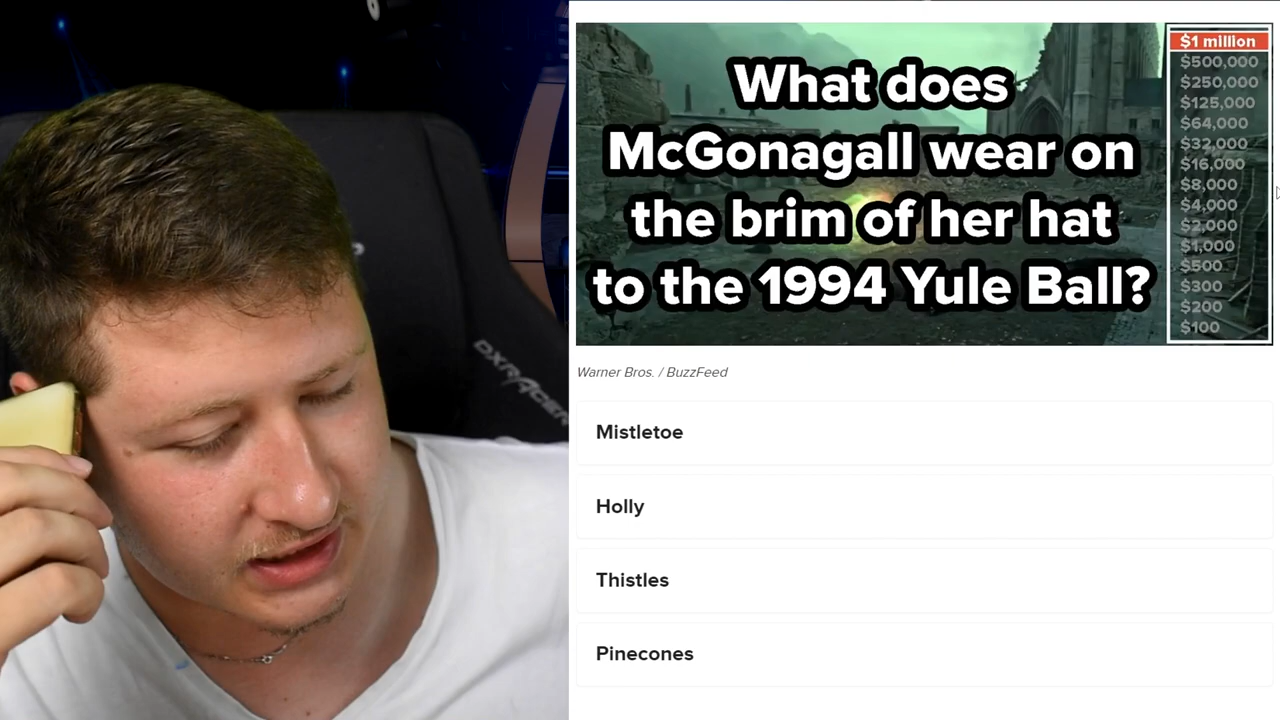 What does
McGonagall wear on
the brim of her hat
to the 1994 Yule Ball?
$1 million
$500,000
$250,000
$125,000
$64,000
$32,000
$16,000
$8,000
$4,000
$2,000
$1,000
$500
$300
$200
$100
Warner Bros. / BuzzFeed
Mistletoe
Holly
Thistles
Pinecones
DXRACER